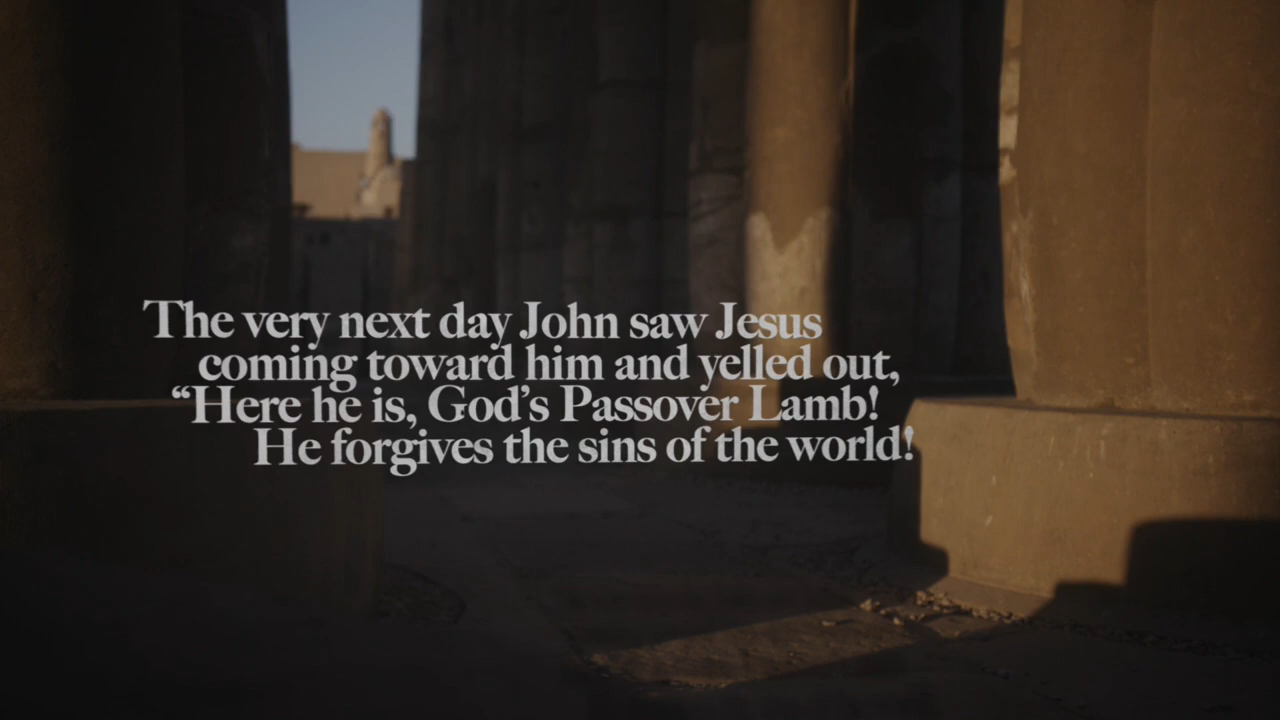 The very next day John saw Jesus
coming toward him and yelled out,
“Here he is, God’s Passover Lamb!
He forgives the sins of the world!